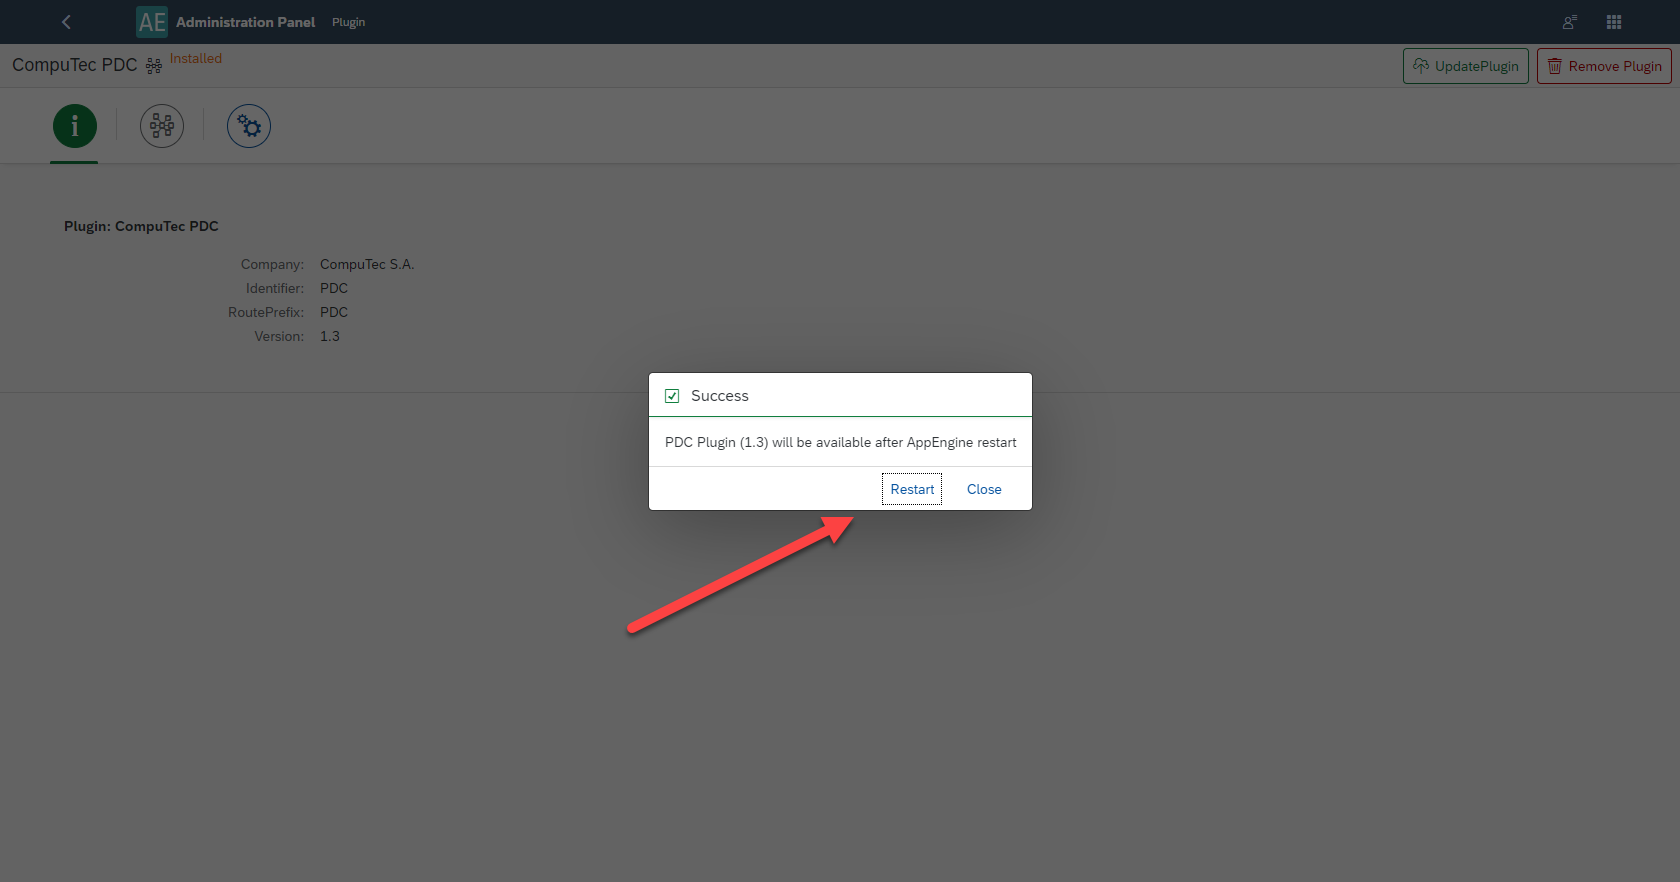 AE Administration Panel Plugin
CompuTec PDC Installed
UpdatePlugin Remove Plugin
i
Plugin: CompuTec PDC
Company: CompuTec S.A.
Identifier: PDC
RoutePrefix: PDC
Version: 1.3
Success
PDC Plugin (1.3) will be available after AppEngine restart
Restart Close